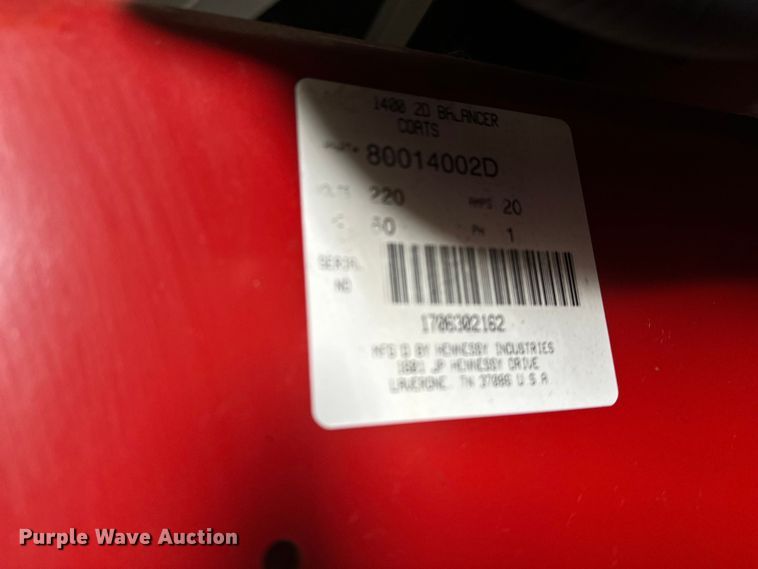 1400 2D BALANCER
COATS
80014002D
VOLTS 220 AMPS 20
60 PH 1
SERIAL
NO
1706302162
MFG'D BY HENNESSY INDUSTRIES
1601 JP HENNESSY DRIVE
LAVERGNE, TN 37086 U.S.A
Purple Wave Auction